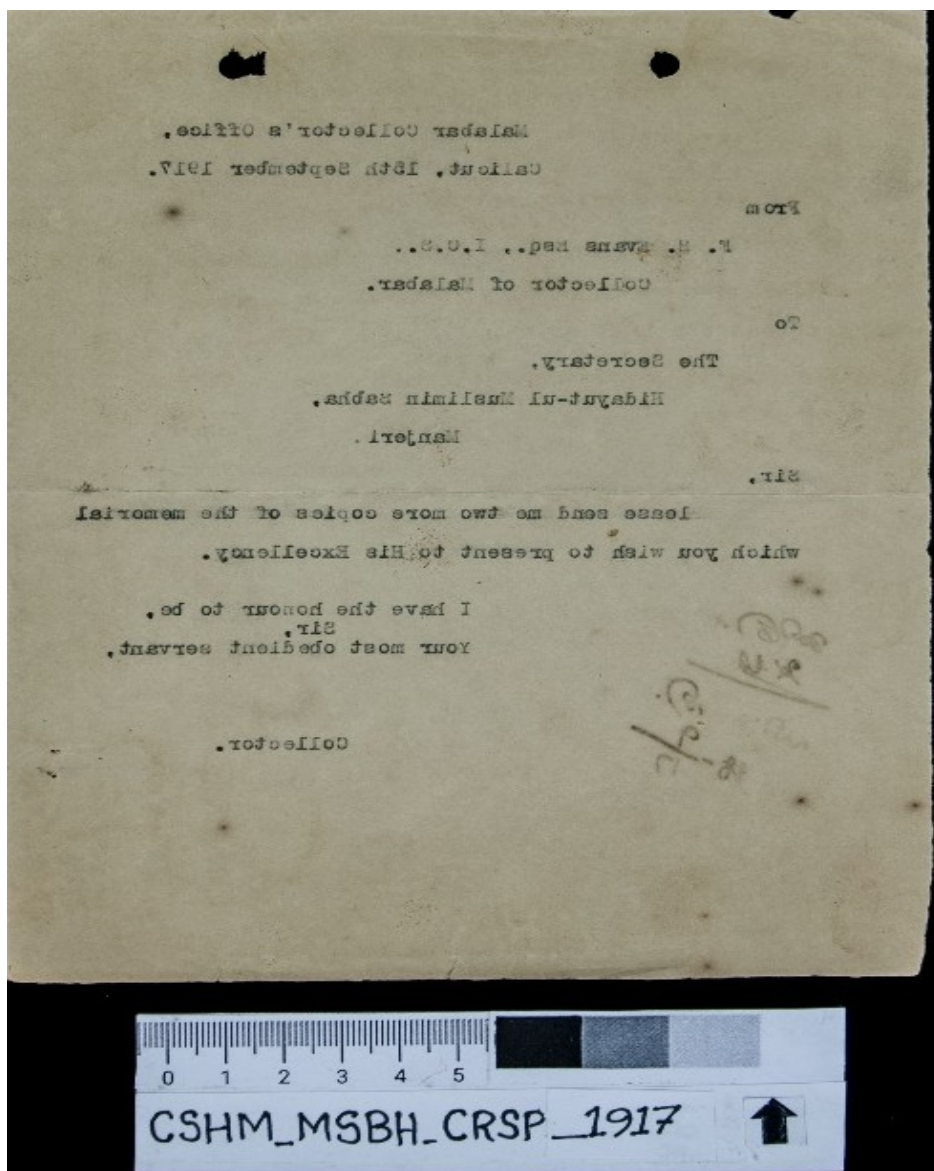 Malabar Collector's Office,
Calicut, 15th September 1917.
From
F. B. Evans Esq., I.C.S..
Collector of Malabar.
To
The Secretary,
Hidayut-ul Muslimin Sabha,
Manjeri.
Sir,
lease send me two more copies of the memorial
which you wish to present to His Excellency.
I have the honour to be,
Sir,
Your most obedient servant,
Collector.
0 1 2 3 4 5
CSHM_MSBH_CRSP_1917